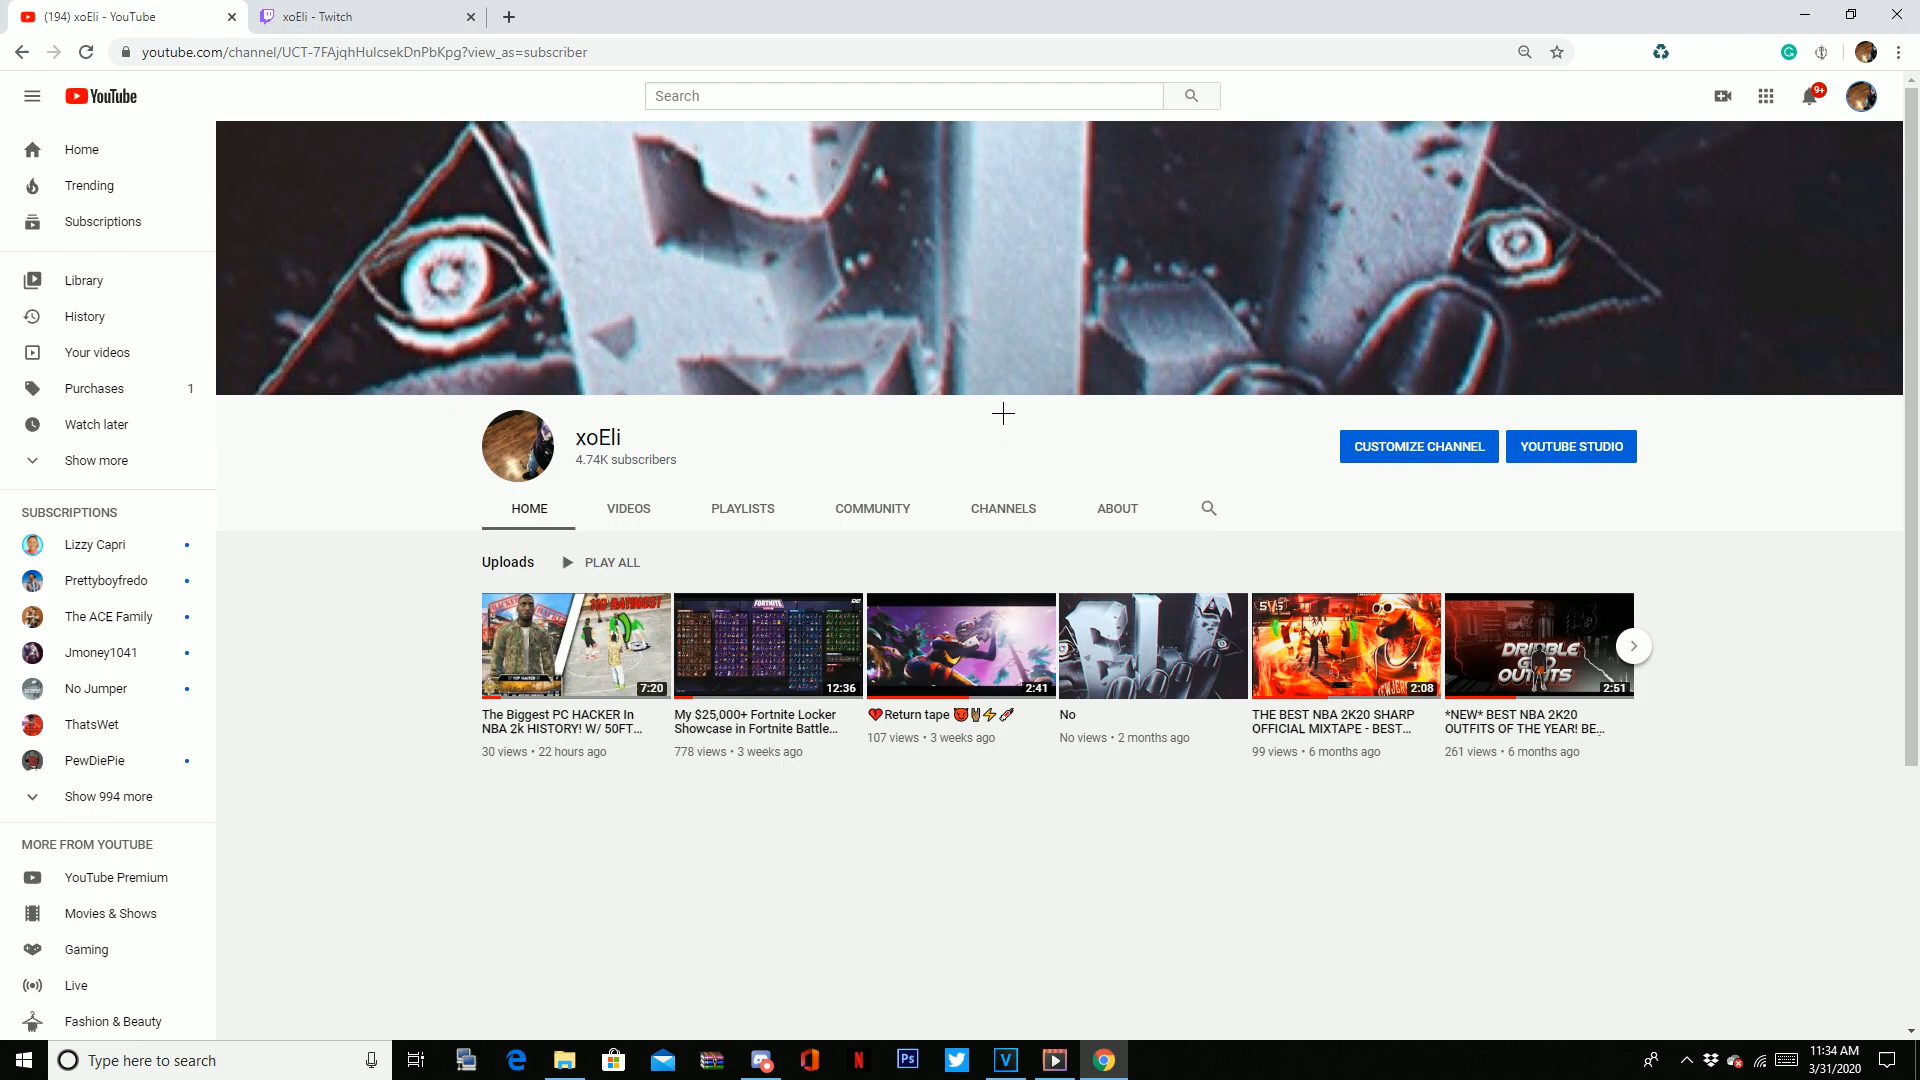 (194) xoEli - YouTube
xoEli - Twitch
youtube.com/channel/UCT-7FAjqhHulcsekDnPbKpg?view_as=subscriber
YouTube
Search
9+
Home
Trending
Subscriptions
Library
History
Your videos
Purchases 1
Watch later
Show more
SUBSCRIPTIONS
Lizzy Capri
Prettyboyfredo
The ACE Family
Jmoney1041
No Jumper
ThatsWet
PewDiePie
Show 994 more
MORE FROM YOUTUBE
YouTube Premium
Movies & Shows
Gaming
Live
Fashion & Beauty
xoEli
4.74K subscribers
CUSTOMIZE CHANNEL
YOUTUBE STUDIO
HOME VIDEOS PLAYLISTS COMMUNITY CHANNELS ABOUT
Uploads PLAY ALL
7:20
The Biggest PC HACKER In
NBA 2k HISTORY! W/ 50FT...
30 views • 22 hours ago
FORTNITE
12:36
My $25,000+ Fortnite Locker
Showcase in Fortnite Battle...
778 views • 3 weeks ago
2:41
💔Return tape 😈🤘⚡🚀
107 views • 3 weeks ago
ELI
No
No views • 2 months ago
5V5
2:08
THE BEST NBA 2K20 SHARP
OFFICIAL MIXTAPE - BEST...
99 views • 6 months ago
DRIBBLE
GOD
OUTFITS
2:51
*NEW* BEST NBA 2K20
OUTFITS OF THE YEAR! BE...
261 views • 6 months ago
Type here to search
Ps
V
11:34 AM
3/31/2020